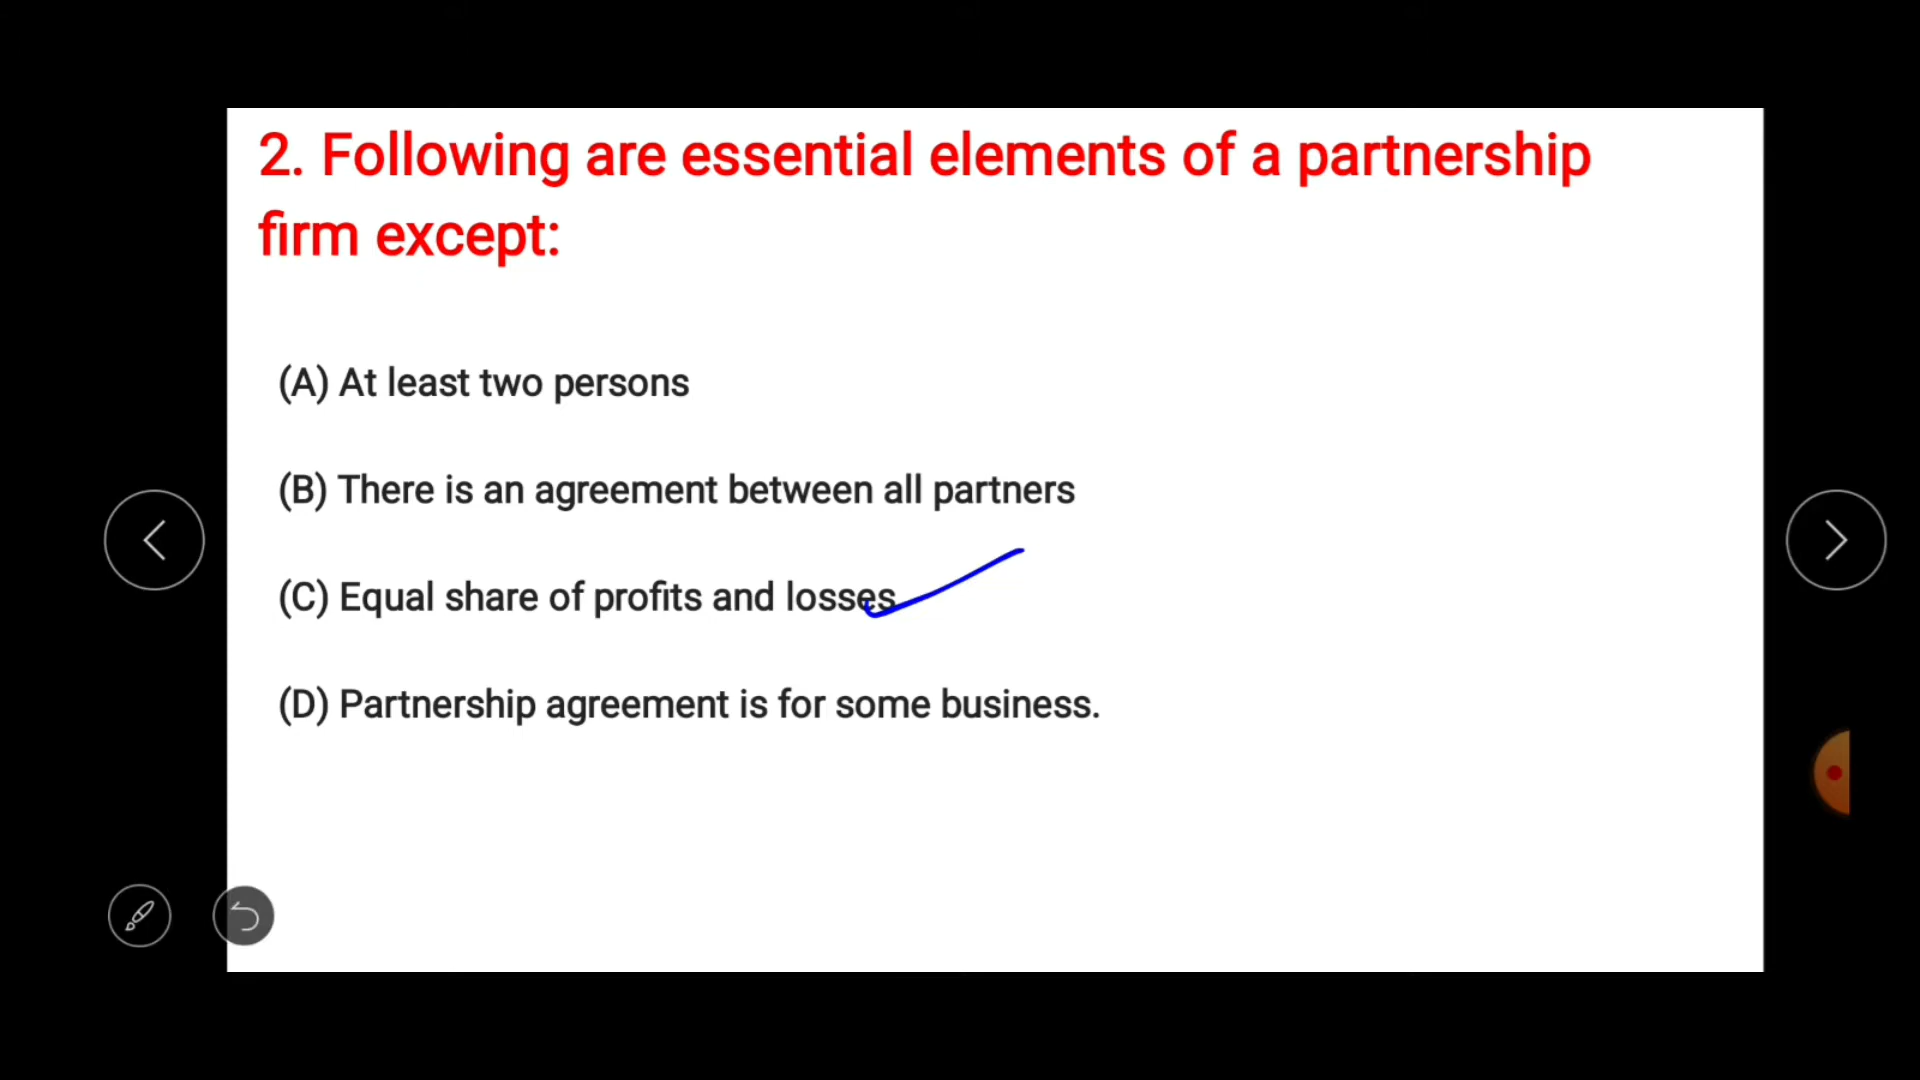 2. Following are essential elements of a partnership
firm except:
(A) At least two persons
(B) There is an agreement between all partners
(C) Equal share of profits and losses
(D) Partnership agreement is for some business.